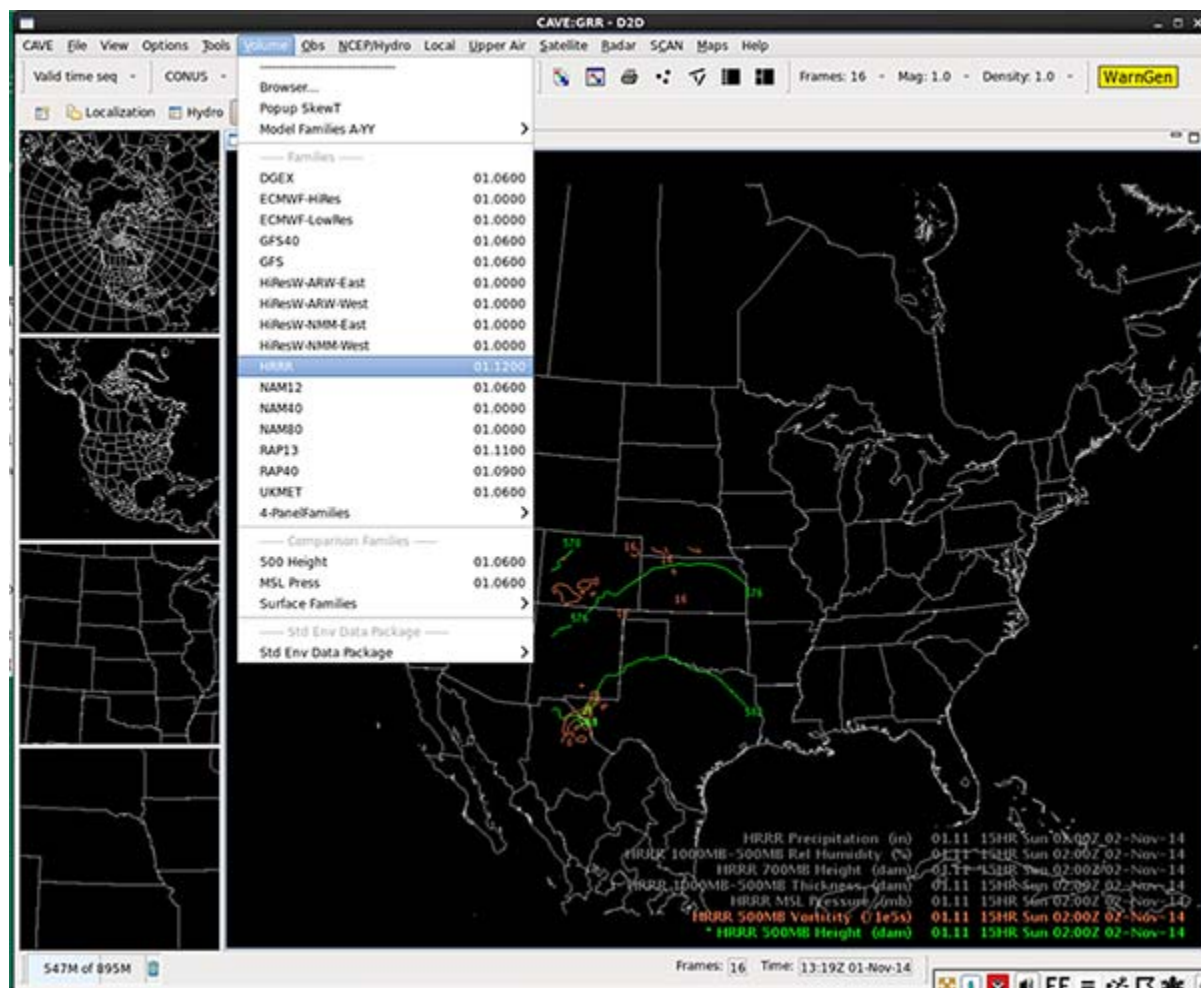 CAVE:GRR - D2D
CAVE File View Options Tools Volume Obs NCEP/Hydro Local Upper Air Satellite Radar SCAN Maps Help
Valid time seq CONUS Frames: 16 Mag: 1.0 Density: 1.0 WarnGen
Localization Hydro
Browser...
Popup SkewT
Model Families A-YY
------ Families ------
DGEX 01.0600
ECMWF-HiRes 01.0000
ECMWF-LowRes 01.0000
GFS40 01.0600
GFS 01.0600
HiResW-ARW-East 01.0000
HiResW-ARW-West 01.0000
HiResW-NMM-East 01.0000
HiResW-NMM-West 01.0000
HRRR 01.1200
NAM12 01.0600
NAM40 01.0000
NAM80 01.0000
RAP13 01.1100
RAP40 01.0900
UKMET 01.0600
4-PanelFamilies
------ Comparison Families ------
500 Height 01.0600
MSL Press 01.0600
Surface Families
------ Std Env Data Package ------
Std Env Data Package
16
16
576
16
576
HRRR Precipitation (in) 01.11 15HR Sun 02:00Z 02-Nov-14
HRRR 1000MB-500MB Rel Humidity (%) 01.11 15HR Sun 02:00Z 02-Nov-14
HRRR 700MB Height (dam) 01.11 15HR Sun 02:00Z 02-Nov-14
HRRR 1000MB-500MB Thickness (dam) 01.11 15HR Sun 02:00Z 02-Nov-14
HRRR MSL Pressure (mb) 01.11 15HR Sun 02:00Z 02-Nov-14
HRRR 500MB Vorticity (/1e5s) 01.11 15HR Sun 02:00Z 02-Nov-14
* HRRR 500MB Height (dam) 01.11 15HR Sun 02:00Z 02-Nov-14
547M of 895M Frames: 16 Time: 13:19Z 01-Nov-14